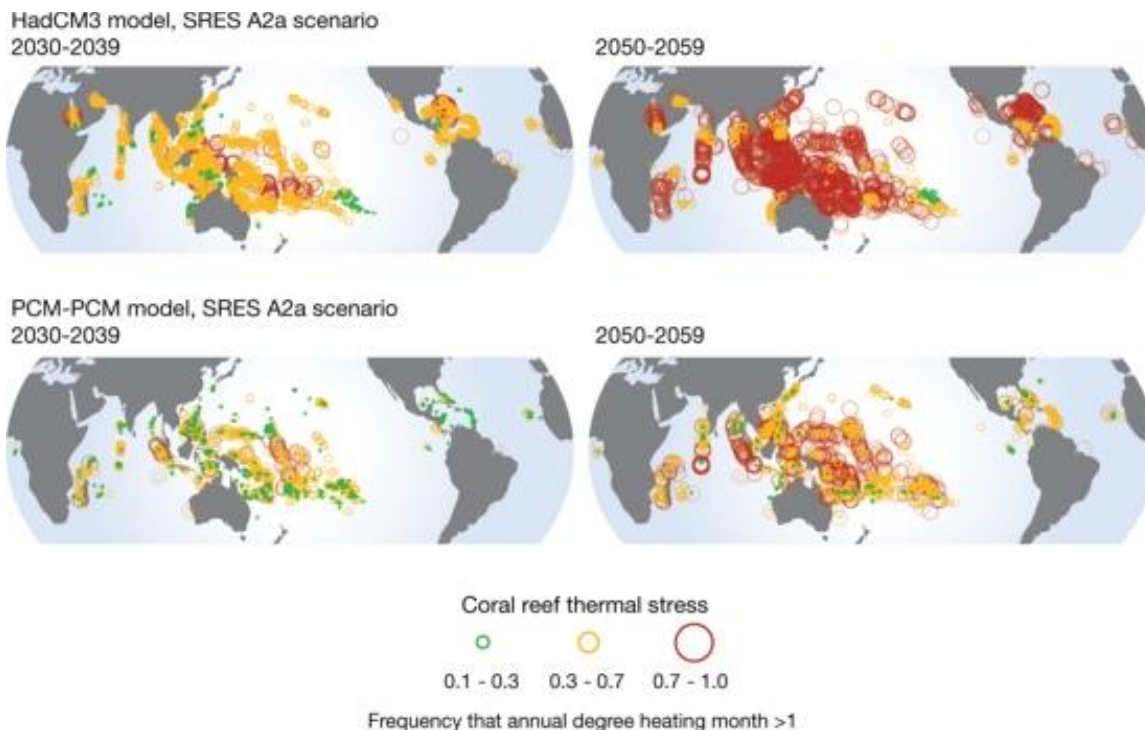 HadCM3 model, SRES A2a scenario
2030-2039
2050-2059
PCM-PCM model, SRES A2a scenario
2030-2039
2050-2059
Coral reef thermal stress
0.1 - 0.3
0.3 - 0.7
0.7 - 1.0
Frequency that annual degree heating month >1